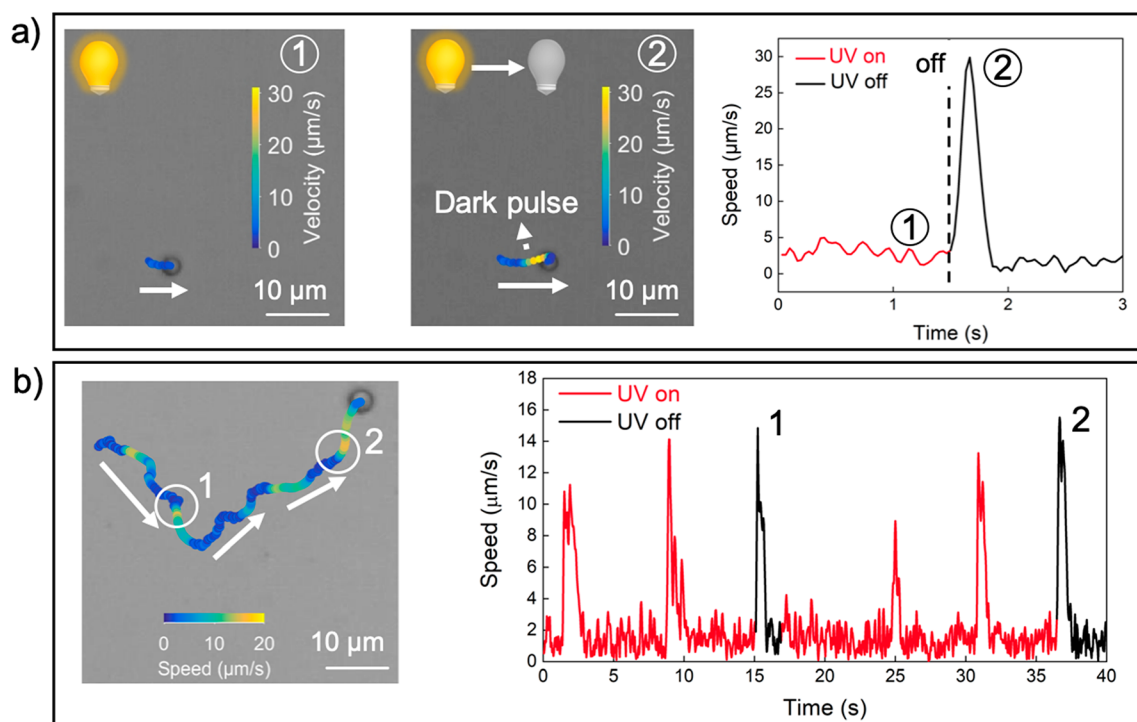 a)
①
30
20
10
0
Velocity (µm/s)
10 µm
②
Dark pulse
30
20
10
0
Velocity (µm/s)
10 µm
UV on
UV off
off
②
①
30
25
20
15
10
5
0
Speed (µm/s)
0
1
2
3
Time (s)
b)
1
2
0 10 20
Speed (µm/s)
10 µm
UV on
UV off
1
2
18
16
14
12
10
8
6
4
2
0
Speed (µm/s)
0 5 10 15 20 25 30 35 40
Time (s)